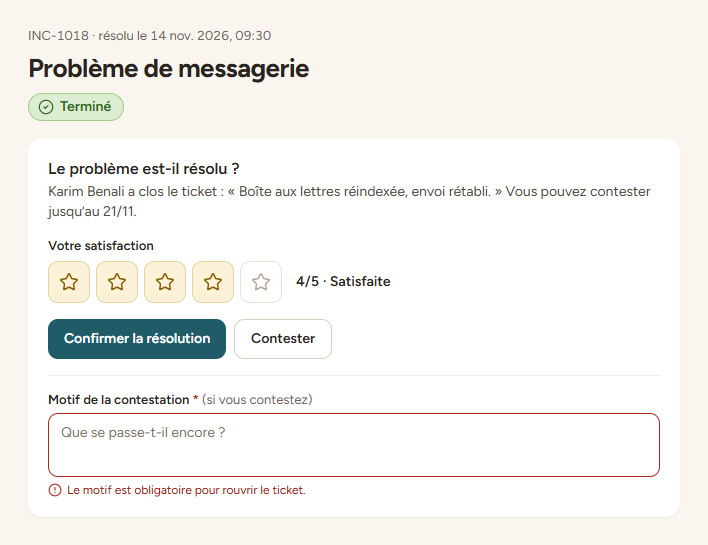 INC-1018 · résolu le 14 nov. 2026, 09:30
Problème de messagerie
Terminé
Le problème est-il résolu ?
Karim Benali a clos le ticket : « Boîte aux lettres réindexée, envoi rétabli. » Vous pouvez contester
jusqu'au 21/11.
Votre satisfaction
4/5 · Satisfaite
Confirmer la résolution
Contester
Motif de la contestation * (si vous contestez)
Que se passe-t-il encore ?
Le motif est obligatoire pour rouvrir le ticket.